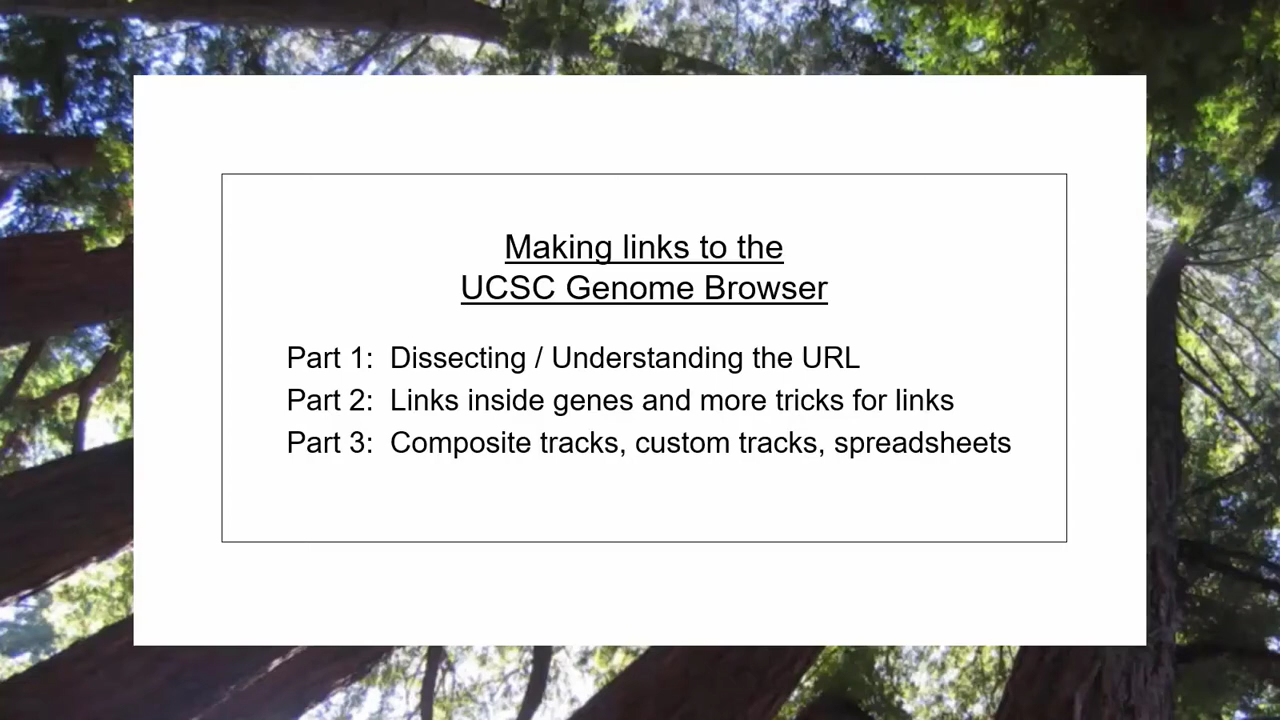 Making links to the
UCSC Genome Browser
Part 1: Dissecting / Understanding the URL
Part 2: Links inside genes and more tricks for links
Part 3: Composite tracks, custom tracks, spreadsheets